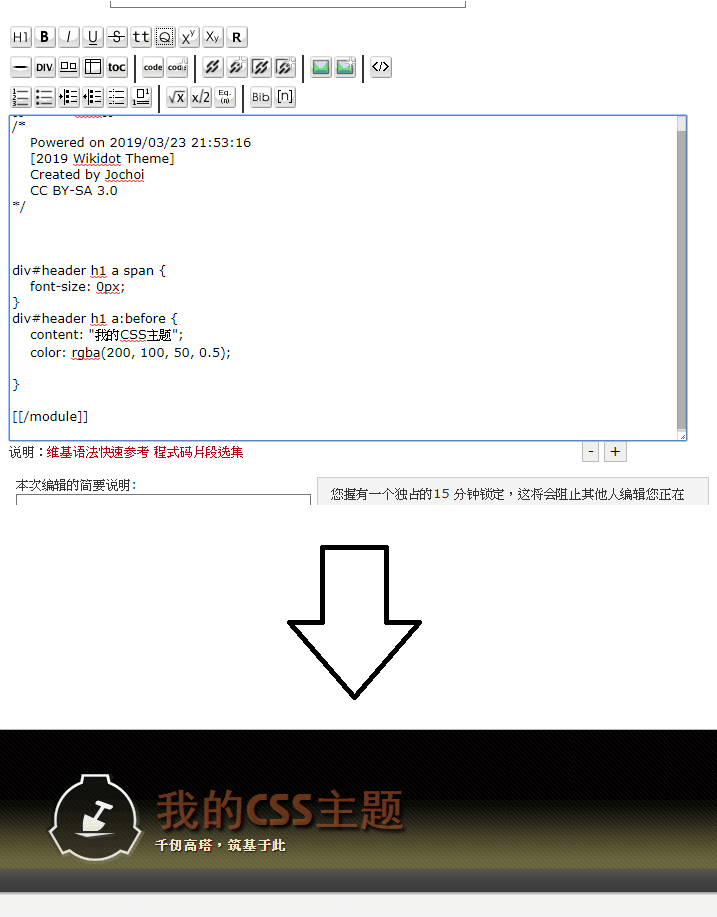 H1 B I U S tt Q X^Y X_Y R
DIV toc code code </>
√X x/2 Eq. (n) Bib [n]
/*
Powered on 2019/03/23 21:53:16
[2019 Wikidot Theme]
Created by Jochoi
CC BY-SA 3.0
*/
div#header h1 a span {
font-size: 0px;
}
div#header h1 a:before {
content: "我的CSS主题";
color: rgba(200, 100, 50, 0.5);
}
[[/module]]
说明：维基语法快速参考 程式码片段选集
- +
本次编辑的简要说明:
您握有一个独占的15 分钟锁定，这将会阻止其他人编辑您正在
我的CSS主题
千仞高塔，筑基于此